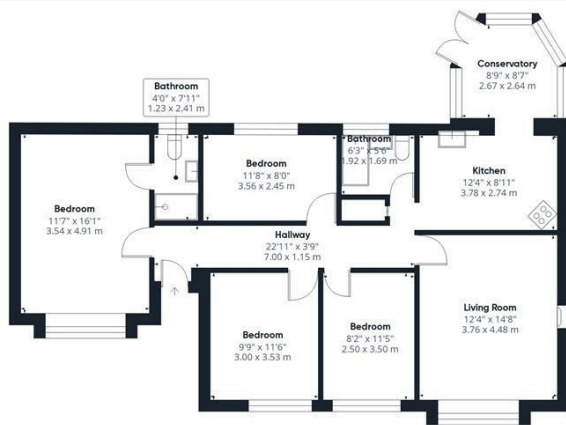 Conservatory
8'9" x 8'7"
2.67 x 2.64 m
Bathroom
4'0" x 7'11"
1.23 x 2.41 m
Bathroom
6'3" x 5'6"
1.92 x 1.69 m
Bedroom
11'8" x 8'0"
3.56 x 2.45 m
Kitchen
12'4" x 8'11"
3.78 x 2.74 m
Bedroom
11'7" x 16'1"
3.54 x 4.91 m
Hallway
22'11" x 3'9"
7.00 x 1.15 m
Living Room
12'4" x 14'8"
3.76 x 4.48 m
Bedroom
9'9" x 11'6"
3.00 x 3.53 m
Bedroom
8'2" x 11'5"
2.50 x 3.50 m